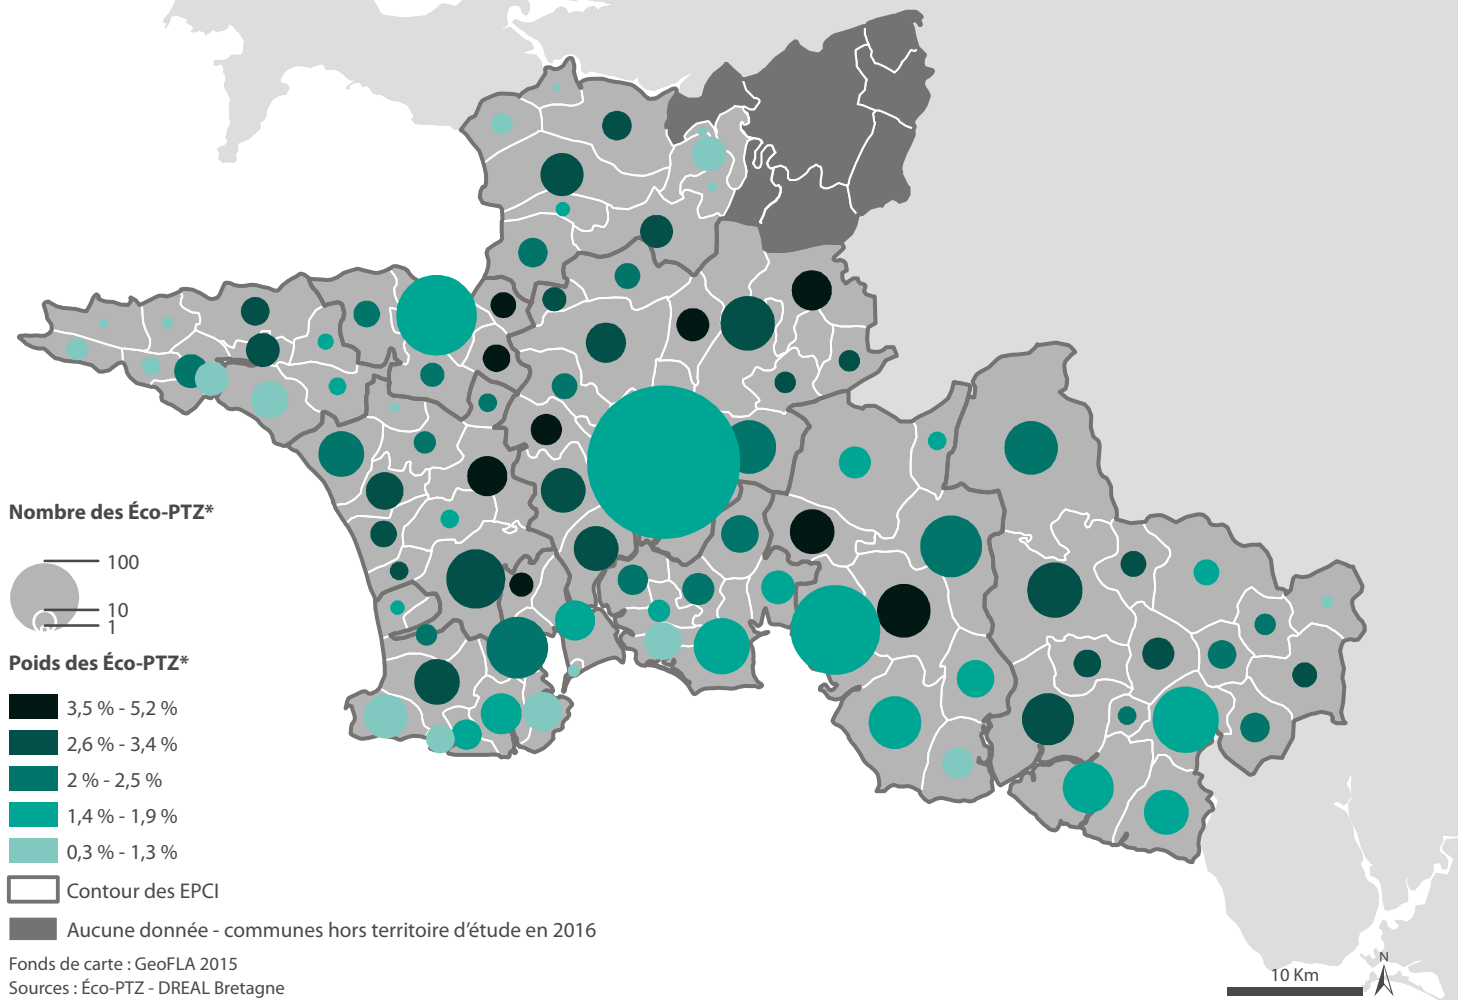 Nombre des Éco-PTZ*
100
10
1
Poids des Éco-PTZ*
3,5 % - 5,2 %
2,6 % - 3,4 %
2 % - 2,5 %
1,4 % - 1,9 %
0,3 % - 1,3 %
Contour des EPCI
Aucune donnée - communes hors territoire d’étude en 2016
Fonds de carte : GeoFLA 2015
Sources : Éco-PTZ - DREAL Bretagne
10 Km
N